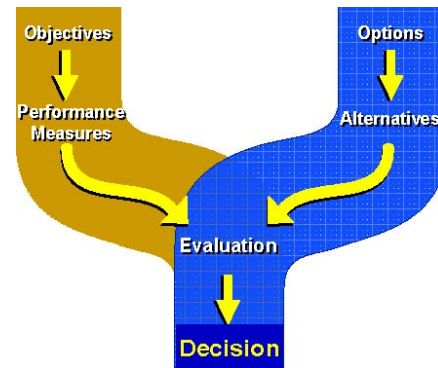 Objectives
Options
Performance
Measures
Alternatives
Evaluation
Decision